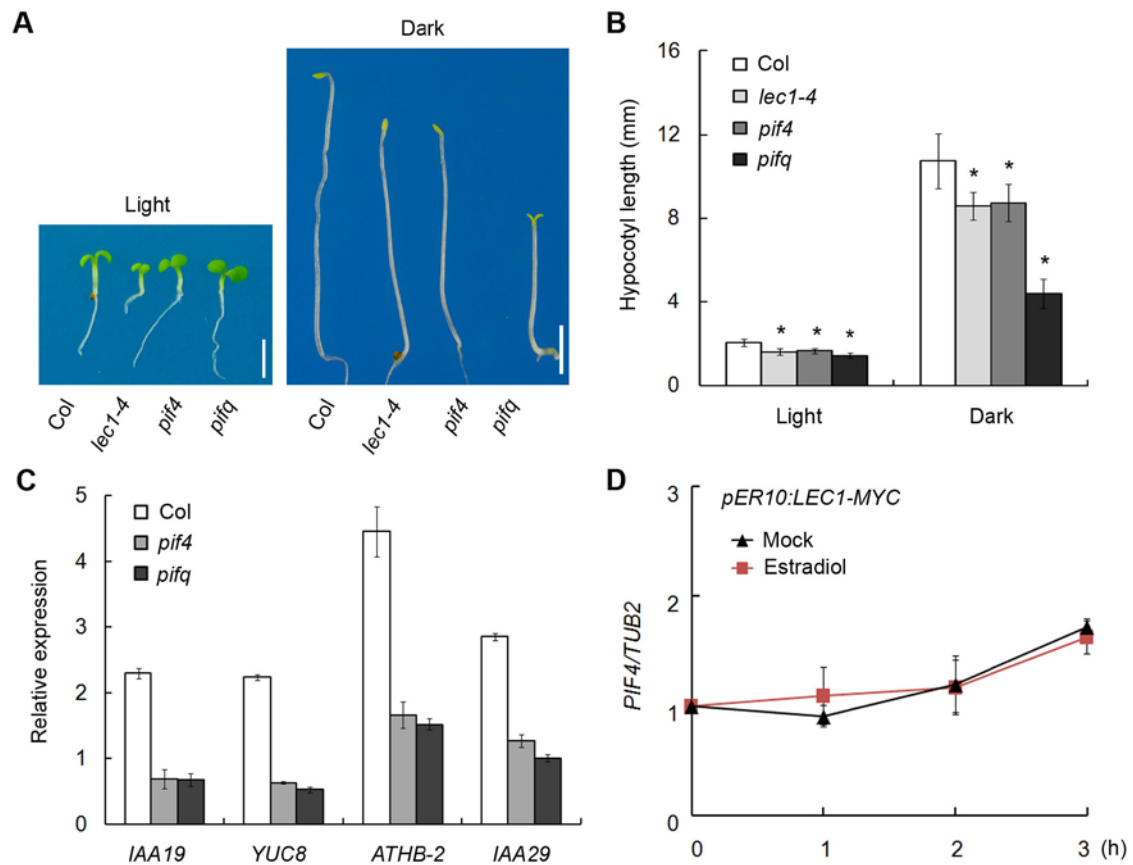 A
Light
Dark
Col
lec1-4
pif4
pifq
Col
lec1-4
pif4
pifq
B
Hypocotyl length (mm)
16
12
8
4
0
Col
lec1-4
pif4
pifq
* * *
* * *
Light Dark
C
Relative expression
5
4
3
2
1
0
Col
pif4
pifq
IAA19 YUC8 ATHB-2 IAA29
D
PIF4/TUB2
3
2
1
0
pER10:LEC1-MYC
Mock
Estradiol
0 1 2 3 (h)